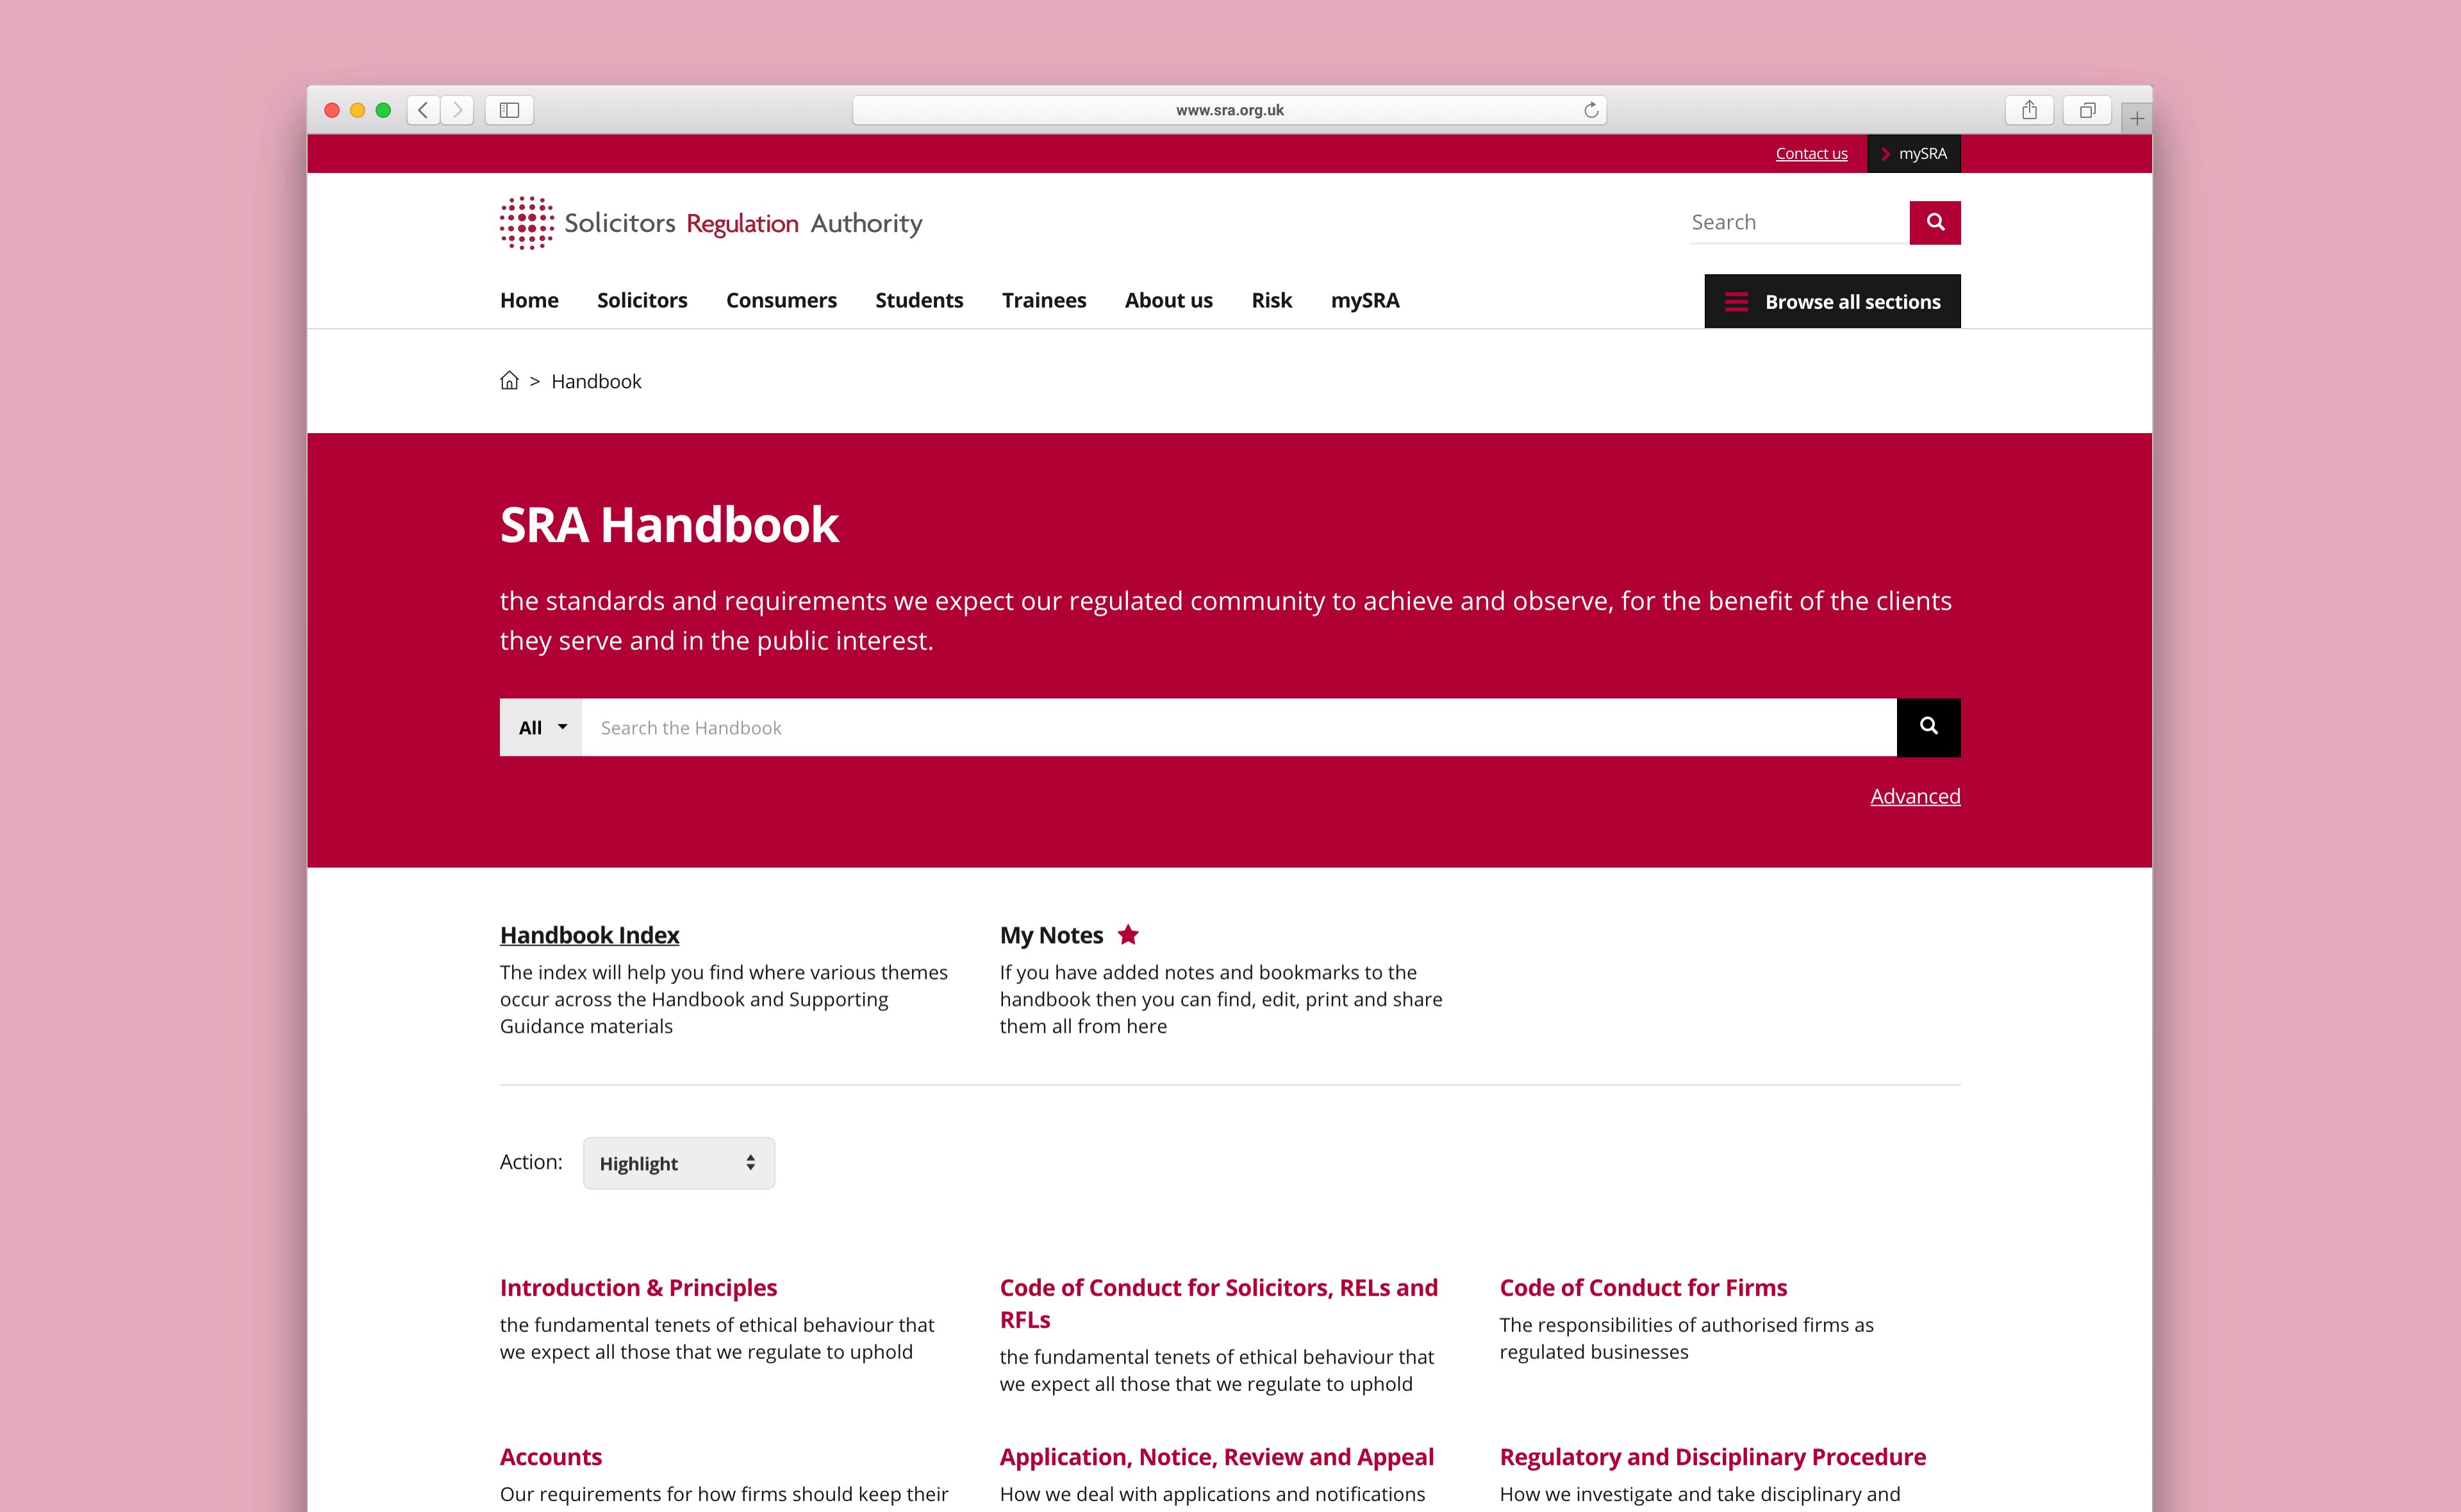 www.sra.org.uk
Contact us
mySRA
Solicitors Regulation Authority
Search
Home Solicitors Consumers Students Trainees About us Risk mySRA
Browse all sections
> Handbook
SRA Handbook
the standards and requirements we expect our regulated community to achieve and observe, for the benefit of the clients
they serve and in the public interest.
All
Search the Handbook
Advanced
Handbook Index
The index will help you find where various themes
occur across the Handbook and Supporting
Guidance materials
My Notes
If you have added notes and bookmarks to the
handbook then you can find, edit, print and share
them all from here
Action:
Highlight
Introduction & Principles
the fundamental tenets of ethical behaviour that
we expect all those that we regulate to uphold
Code of Conduct for Solicitors, RELs and
RFLs
the fundamental tenets of ethical behaviour that
we expect all those that we regulate to uphold
Code of Conduct for Firms
The responsibilities of authorised firms as
regulated businesses
Accounts
Our requirements for how firms should keep their
Application, Notice, Review and Appeal
How we deal with applications and notifications
Regulatory and Disciplinary Procedure
How we investigate and take disciplinary and